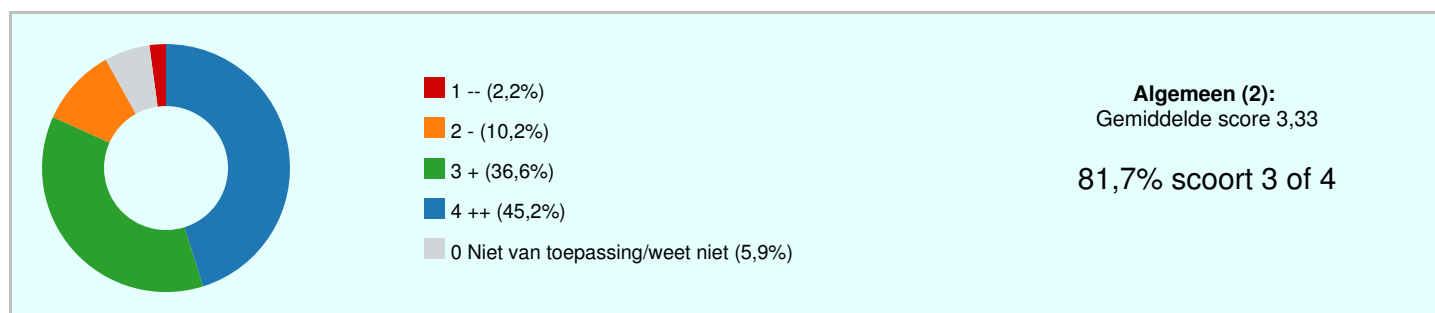 1 -- (2,2%)
2 - (10,2%)
3 + (36,6%)
4 ++ (45,2%)
0 Niet van toepassing/weet niet (5,9%)
Algemeen (2):
Gemiddelde score 3,33
81,7% scoort 3 of 4